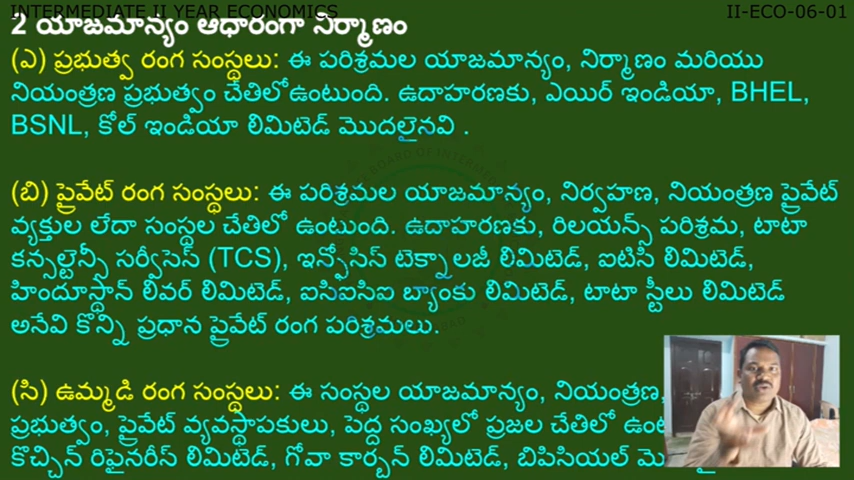 INTERMEDIATE II YEAR ECONOMICS
II-ECO-06-01
2 యాజమాన్యం ఆధారంగా నిర్మాణం
(ఎ) ప్రభుత్వ రంగ సంస్థలు: ఈ పరిశ్రమల యాజమాన్యం, నిర్మాణం మరియు
నియంత్రణ ప్రభుత్వం చేతిలోఉంటుంది. ఉదాహరణకు, ఎయిర్ ఇండియా, BHEL,
BSNL, కోల్ ఇండియా లిమిటెడ్ మొదలైనవి .
(బి) ప్రైవేట్ రంగ సంస్థలు: ఈ పరిశ్రమల యాజమాన్యం, నిర్వహణ, నియంత్రణ ప్రైవేట్
వ్యక్తుల లేదా సంస్థల చేతిలో ఉంటుంది. ఉదాహరణకు, రిలయన్స్ పరిశ్రమ, టాటా
కన్సల్టెన్సీ సర్వీసెస్ (TCS), ఇన్ఫోసిస్ టెక్నాలజీ లిమిటెడ్, ఐటిసి లిమిటెడ్,
హిందూస్థాన్ లీవర్ లిమిటెడ్, ఐసిఐసిఐ బ్యాంకు లిమిటెడ్, టాటా స్టీలు లిమిటెడ్
అనేవి కొన్ని ప్రధాన ప్రైవేట్ రంగ పరిశ్రమలు.
(సి) ఉమ్మడి రంగ సంస్థలు: ఈ సంస్థల యాజమాన్యం, నియంత్రణ,
ప్రభుత్వం, ప్రైవేట్ వ్యవస్థాపకులు, పెద్ద సంఖ్యలో ప్రజల చేతిలో
కొచ్చిన్ రిఫైనరీస్ లిమిటెడ్, గోవా కార్బన్ లిమిటెడ్, బిపిసియల్